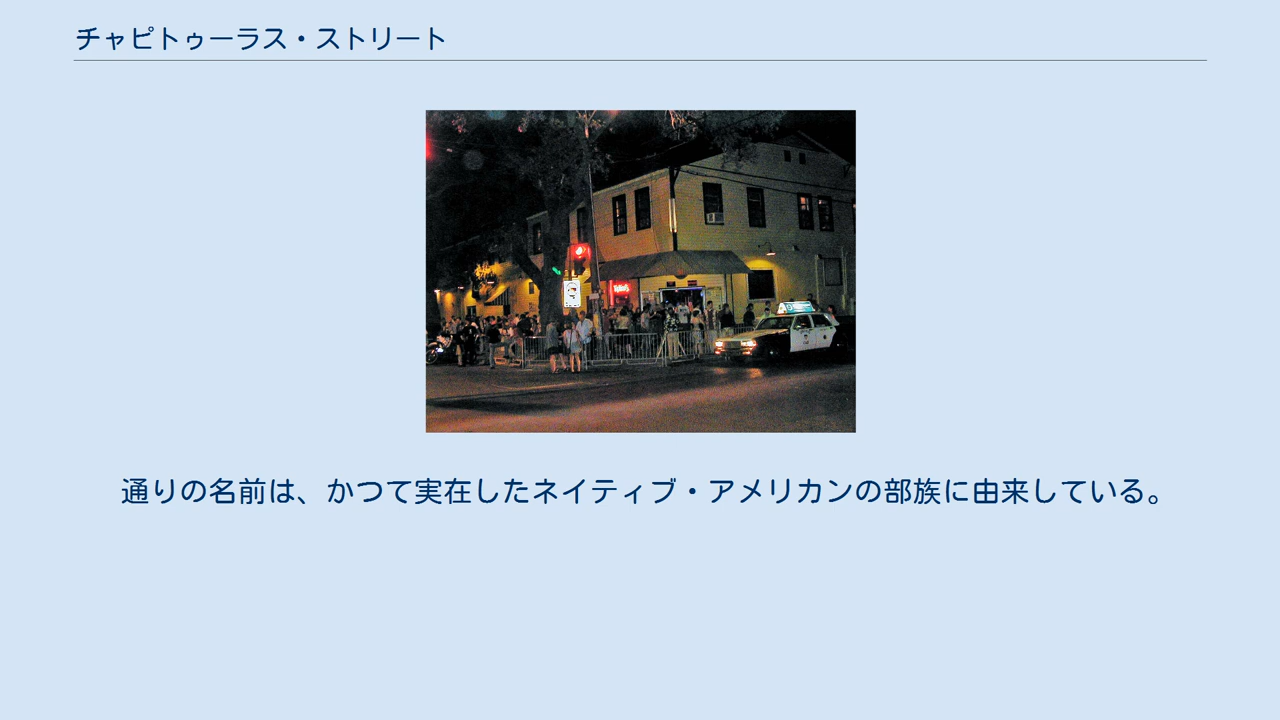 チャピトゥーラス・ストリート
通りの名前は、かつて実在したネイティブ・アメリカンの部族に由来している。